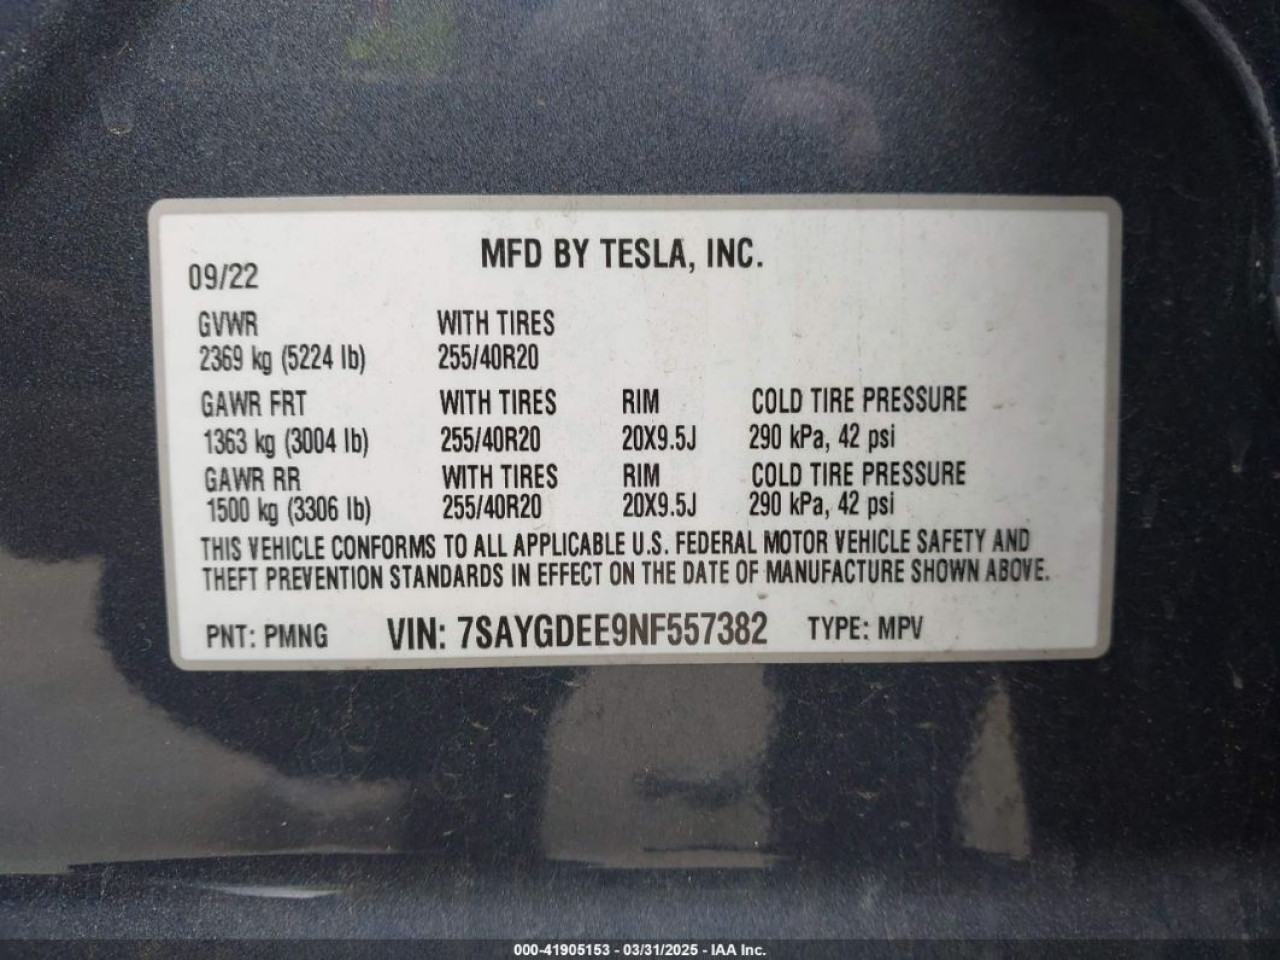 MFD BY TESLA, INC.
09/22
GVWR WITH TIRES
2369 kg (5224 lb) 255/40R20
GAWR FRT WITH TIRES RIM COLD TIRE PRESSURE
1363 kg (3004 lb) 255/40R20 20X9.5J 290 kPa, 42 psi
GAWR RR WITH TIRES RIM COLD TIRE PRESSURE
1500 kg (3306 lb) 255/40R20 20X9.5J 290 kPa, 42 psi
THIS VEHICLE CONFORMS TO ALL APPLICABLE U.S. FEDERAL MOTOR VEHICLE SAFETY AND
THEFT PREVENTION STANDARDS IN EFFECT ON THE DATE OF MANUFACTURE SHOWN ABOVE.
PNT: PMNG VIN: 7SAYGDEE9NF557382 TYPE: MPV
000-41905153 - 03/31/2025 - IAA Inc.